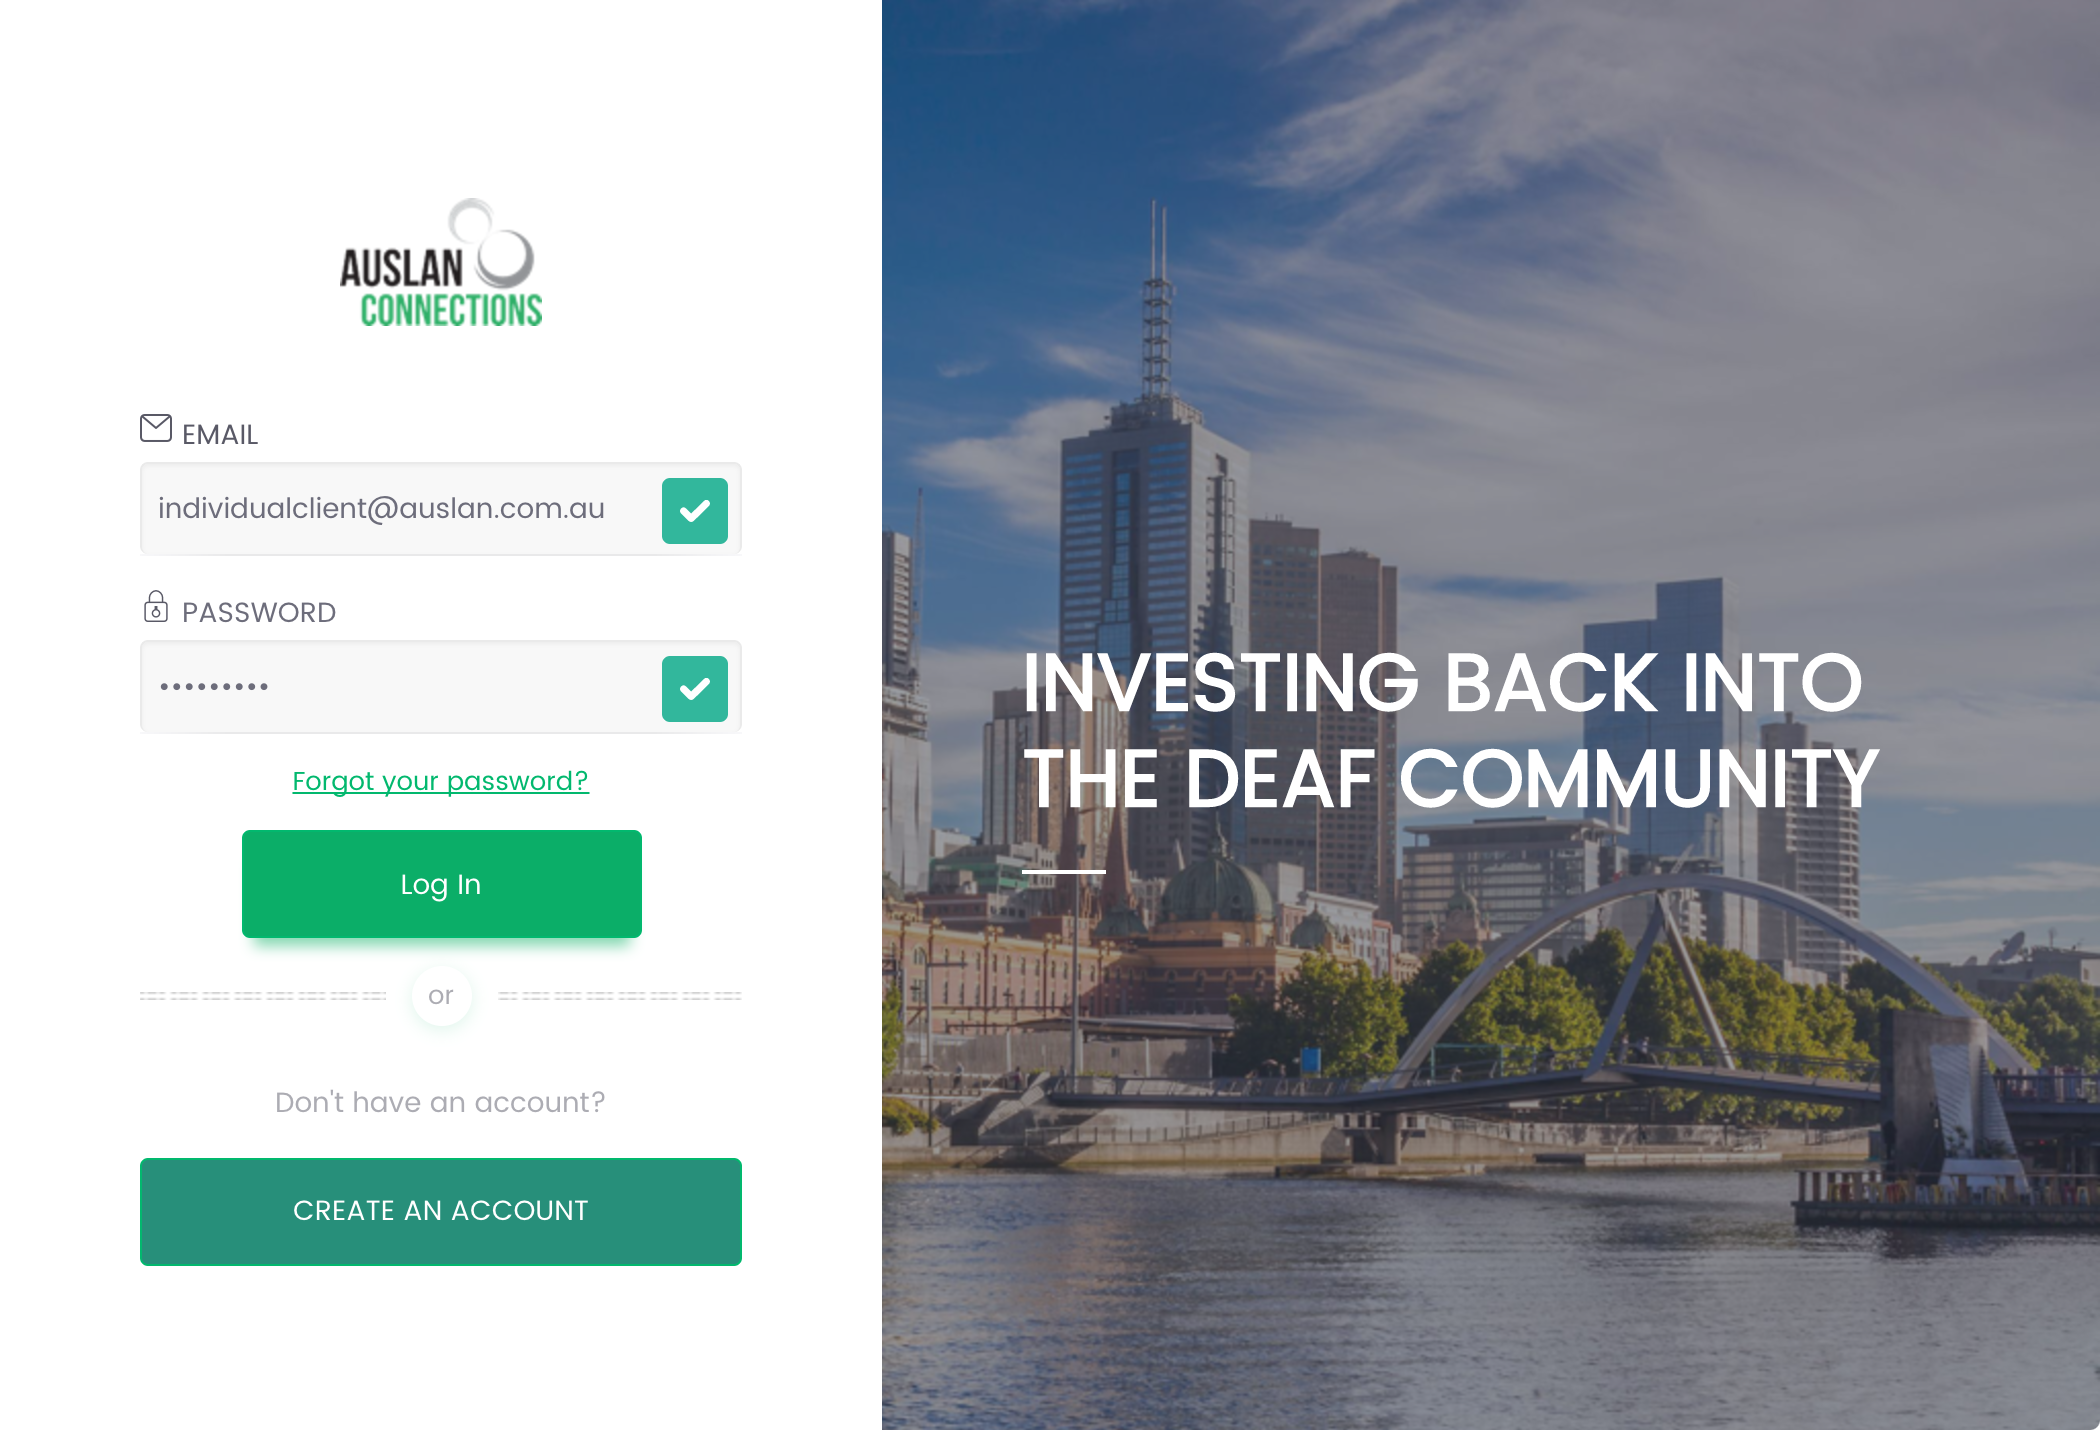 AUSLAN
CONNECTIONS
EMAIL
individualclient@auslan.com.au
PASSWORD
•••••••••
Forgot your password?
Log In
or
Don't have an account?
CREATE AN ACCOUNT
INVESTING BACK INTO
THE DEAF COMMUNITY